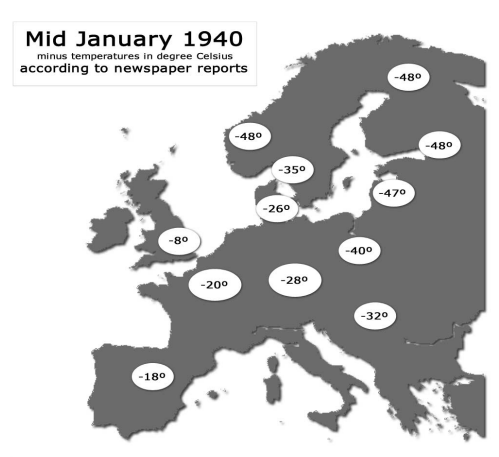 Mid January 1940
minus temperatures in degree Celsius
according to newspaper reports
-48º
-48º
-48º
-35º
-47º
-26º
-8º
-40º
-20º
-28º
-32º
-18º